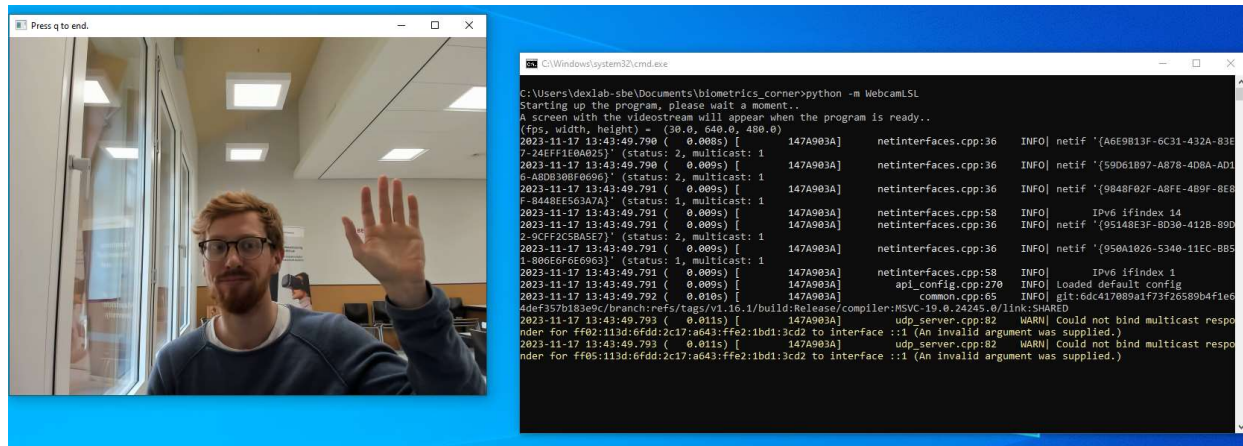 Press q to end.
C:\Windows\system32\cmd.exe
C:\Users\dexlab-sbe\Documents\biometrics_corner>python -m WebcamLSL
Starting up the program, please wait a moment..
A screen with the videostream will appear when the program is ready..
(fps, width, height) =  (30.0, 640.0, 480.0)
2023-11-17 13:43:49.790 (   0.008s) [        147A903A]      netinterfaces.cpp:36    INFO| netif '{A6E9B13F-6C31-432A-83E
7-24EFF1E0A025}' (status: 2, multicast: 1
2023-11-17 13:43:49.790 (   0.009s) [        147A903A]      netinterfaces.cpp:36    INFO| netif '{59D61B97-A878-4D8A-AD1
6-A8DB30BF0696}' (status: 2, multicast: 1
2023-11-17 13:43:49.791 (   0.009s) [        147A903A]      netinterfaces.cpp:36    INFO| netif '{9848F02F-A8FE-4B9F-8E8
F-8448EE563A7A}' (status: 1, multicast: 1
2023-11-17 13:43:49.791 (   0.009s) [        147A903A]      netinterfaces.cpp:58    INFO|     IPv6 ifindex 14
2023-11-17 13:43:49.791 (   0.009s) [        147A903A]      netinterfaces.cpp:36    INFO| netif '{95148E3F-BD30-412B-89D
2-9CFF2C5BA5E7}' (status: 2, multicast: 1
2023-11-17 13:43:49.791 (   0.009s) [        147A903A]      netinterfaces.cpp:36    INFO| netif '{950A1026-5340-11EC-BB5
1-806E6F6E6963}' (status: 1, multicast: 1
2023-11-17 13:43:49.791 (   0.009s) [        147A903A]      netinterfaces.cpp:58    INFO|     IPv6 ifindex 1
2023-11-17 13:43:49.791 (   0.009s) [        147A903A]         api_config.cpp:270   INFO| Loaded default config
2023-11-17 13:43:49.792 (   0.010s) [        147A903A]             common.cpp:65    INFO| git:6dc417089a1f73f26589b4f1e6
4def357b183e9c/branch:refs/tags/v1.16.1/build:Release/compiler:MSVC-19.0.24245.0/link:SHARED
2023-11-17 13:43:49.793 (   0.011s) [        147A903A]         udp_server.cpp:82    WARN| Could not bind multicast respo
nder for ff02:113d:6fdd:2c17:a643:ffe2:1bd1:3cd2 to interface ::1 (An invalid argument was supplied.)
2023-11-17 13:43:49.793 (   0.011s) [        147A903A]         udp_server.cpp:82    WARN| Could not bind multicast respo
nder for ff05:113d:6fdd:2c17:a643:ffe2:1bd1:3cd2 to interface ::1 (An invalid argument was supplied.)